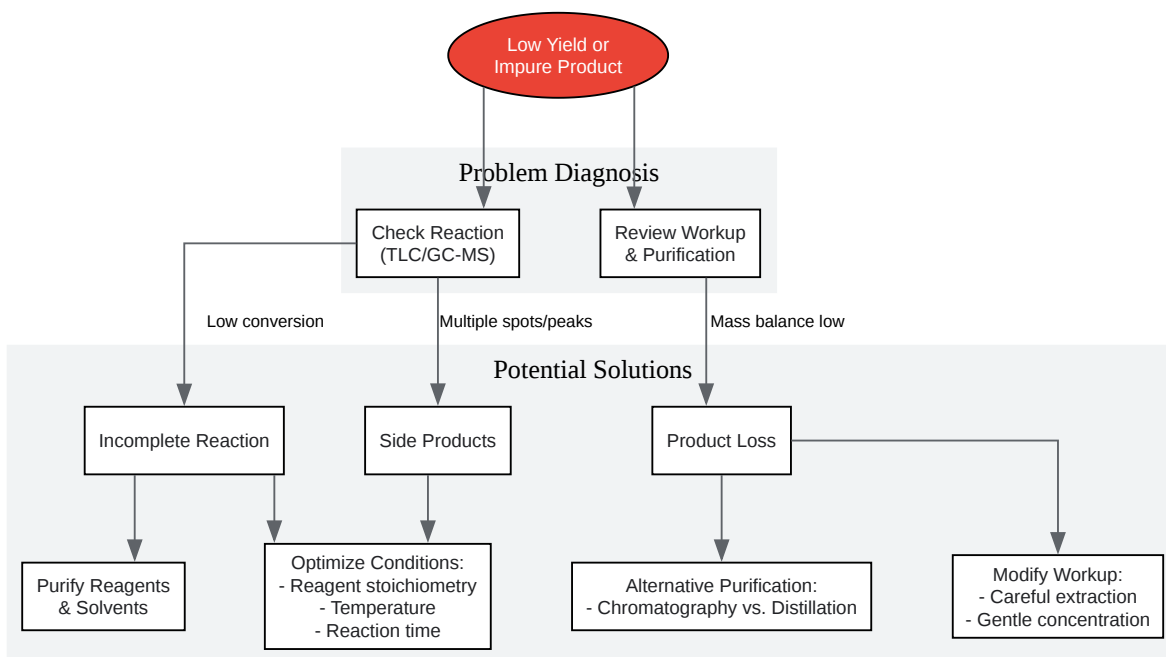 Low Yield or
Impure Product
Problem Diagnosis
Check Reaction
(TLC/GC-MS)
Review Workup
& Purification
Low conversion
Multiple spots/peaks
Mass balance low
Potential Solutions
Incomplete Reaction
Side Products
Product Loss
Purify Reagents
& Solvents
Optimize Conditions:
- Reagent stoichiometry
- Temperature
- Reaction time
Alternative Purification:
- Chromatography vs. Distillation
Modify Workup:
- Careful extraction
- Gentle concentration